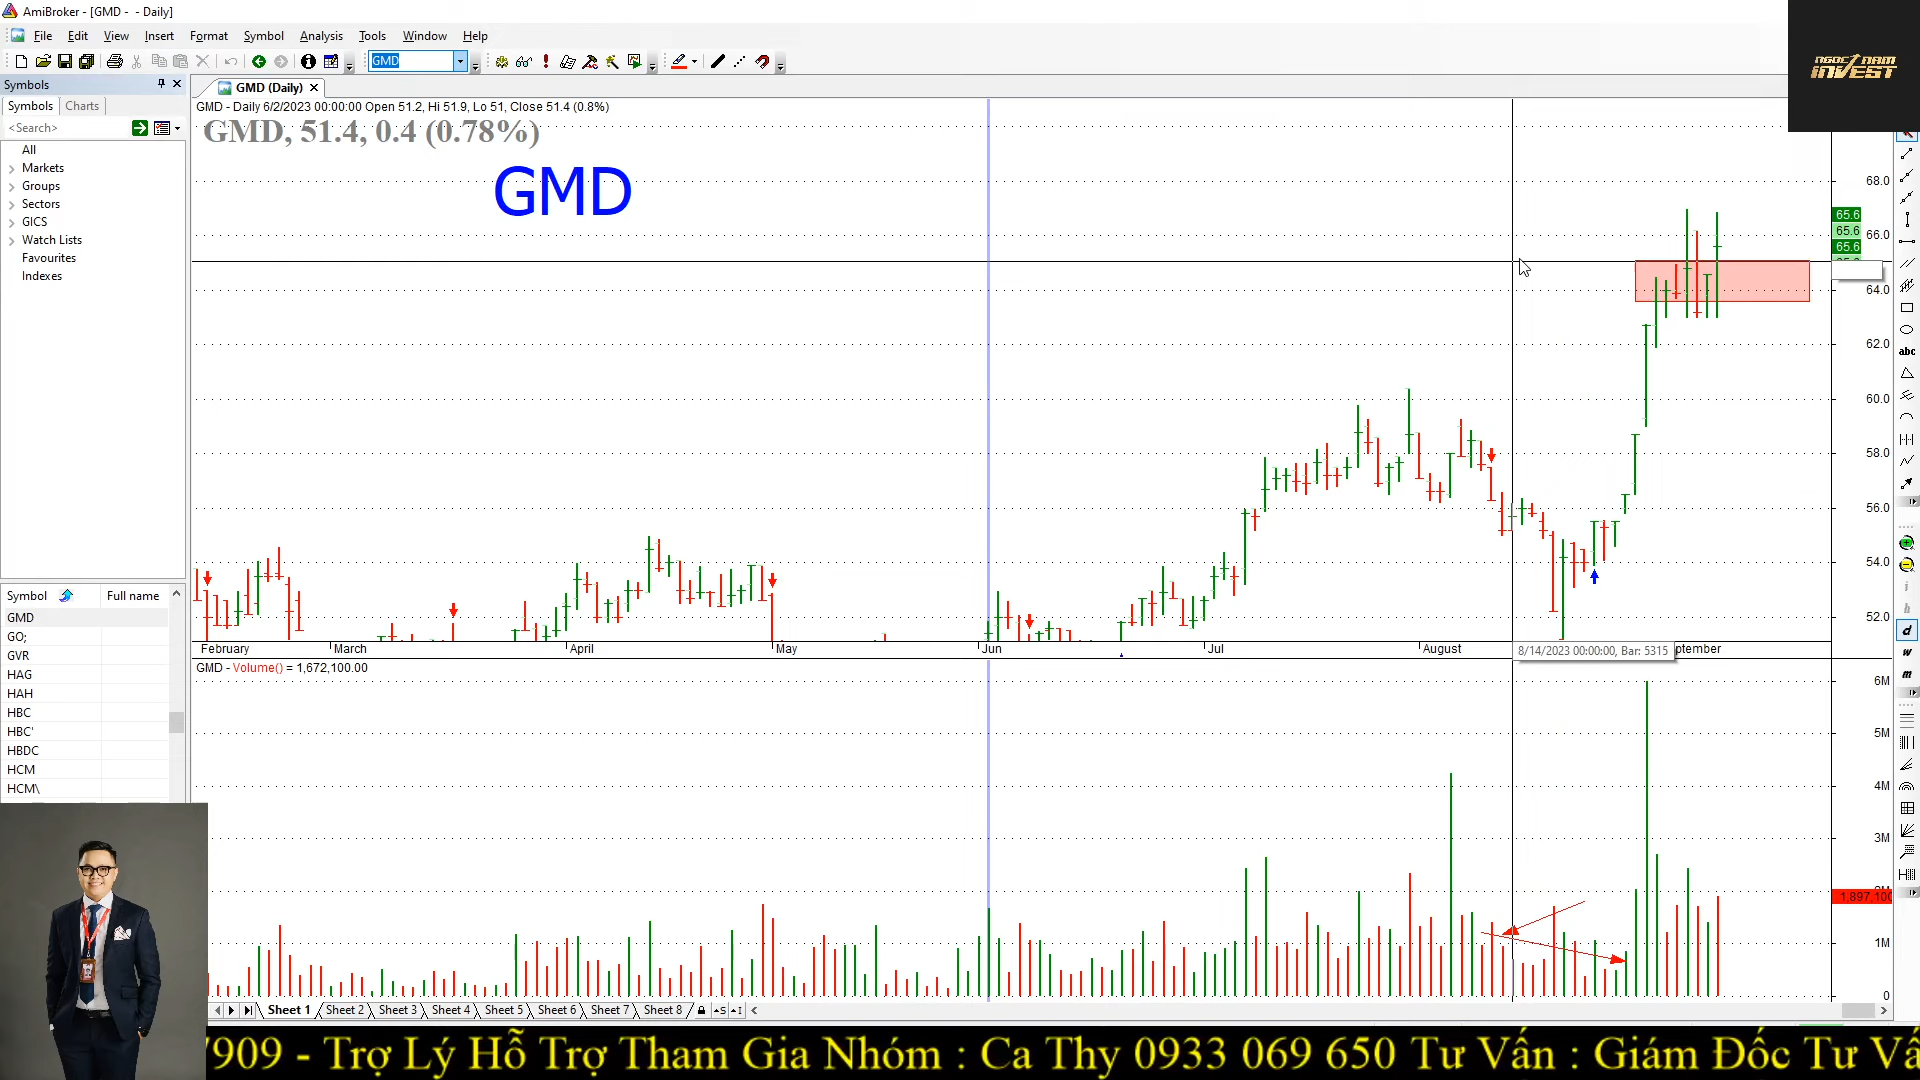 AmiBroker - [GMD - - Daily]
File Edit View Insert Format Symbol Analysis Tools Window Help
GMD
NGOC NAM
INVEST
Symbols
Symbols Charts
<Search>
All
Markets
Groups
Sectors
GICS
Watch Lists
Favourites
Indexes
Symbol Full name
GMD
GO;
GVR
HAG
HAH
HBC
HBC'
HBDC
HCM
HCM\
GMD (Daily)
GMD - Daily 6/2/2023 00:00:00 Open 51.2, Hi 51.9, Lo 51, Close 51.4 (0.8%)
GMD, 51.4, 0.4 (0.78%)
GMD
68.0
65.6
65.6
66.0
65.6
64.0
62.0
60.0
58.0
56.0
54.0
52.0
abc
i
h
d
w
m
February March April May Jun Jul August 8/14/2023 00:00:00, Bar: 5315 ptember
GMD - Volume() = 1,672,100.00
6M
5M
4M
3M
1,897,100
1M
0
Sheet 1 Sheet 2 Sheet 3 Sheet 4 Sheet 5 Sheet 6 Sheet 7 Sheet 8
7909 - Trợ Lý Hỗ Trợ Tham Gia Nhóm : Ca Thy 0933 069 650 Tư Vấn : Giám Đốc Tư Vấ